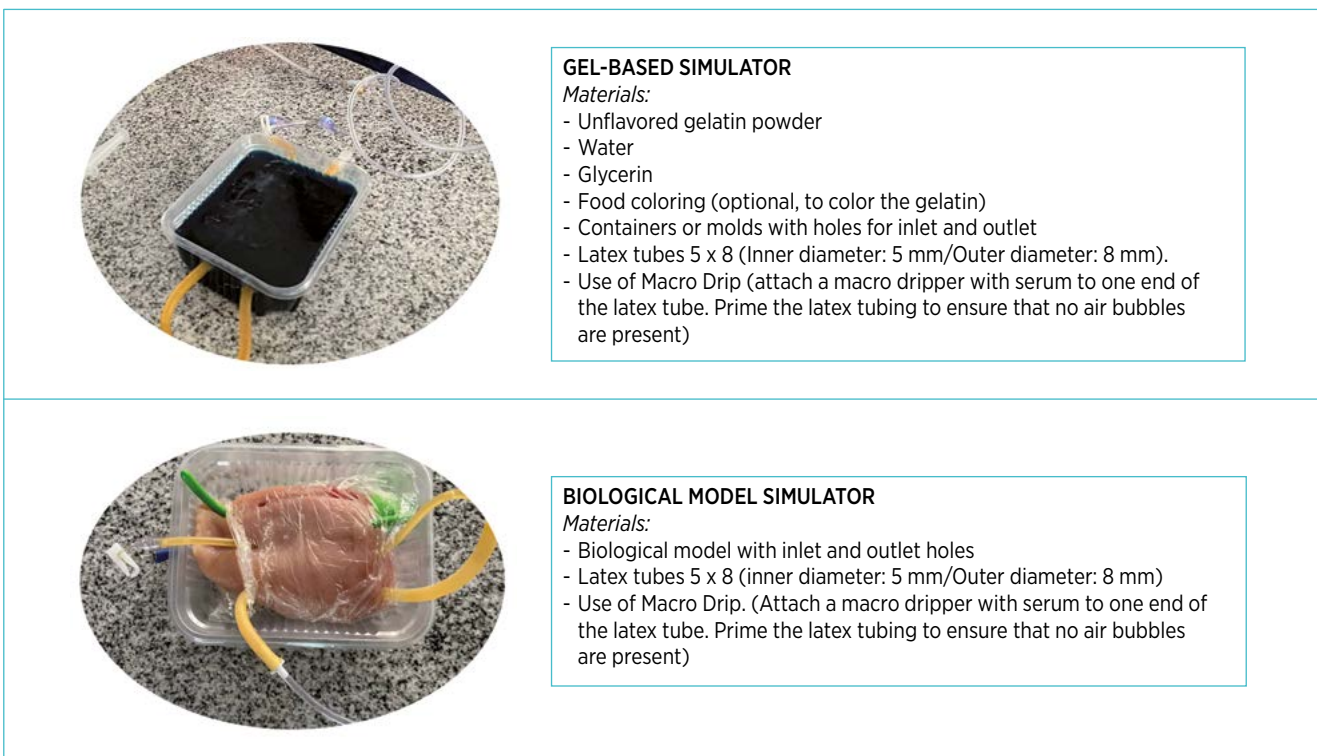 GEL-BASED SIMULATOR
Materials:
- Unflavored gelatin powder
- Water
- Glycerin
- Food coloring (optional, to color the gelatin)
- Containers or molds with holes for inlet and outlet
- Latex tubes 5 x 8 (Inner diameter: 5 mm/Outer diameter: 8 mm).
- Use of Macro Drip (attach a macro dripper with serum to one end of
the latex tube. Prime the latex tubing to ensure that no air bubbles
are present)
BIOLOGICAL MODEL SIMULATOR
Materials:
- Biological model with inlet and outlet holes
- Latex tubes 5 x 8 (inner diameter: 5 mm/Outer diameter: 8 mm)
- Use of Macro Drip. (Attach a macro dripper with serum to one end of
the latex tube. Prime the latex tubing to ensure that no air bubbles
are present)